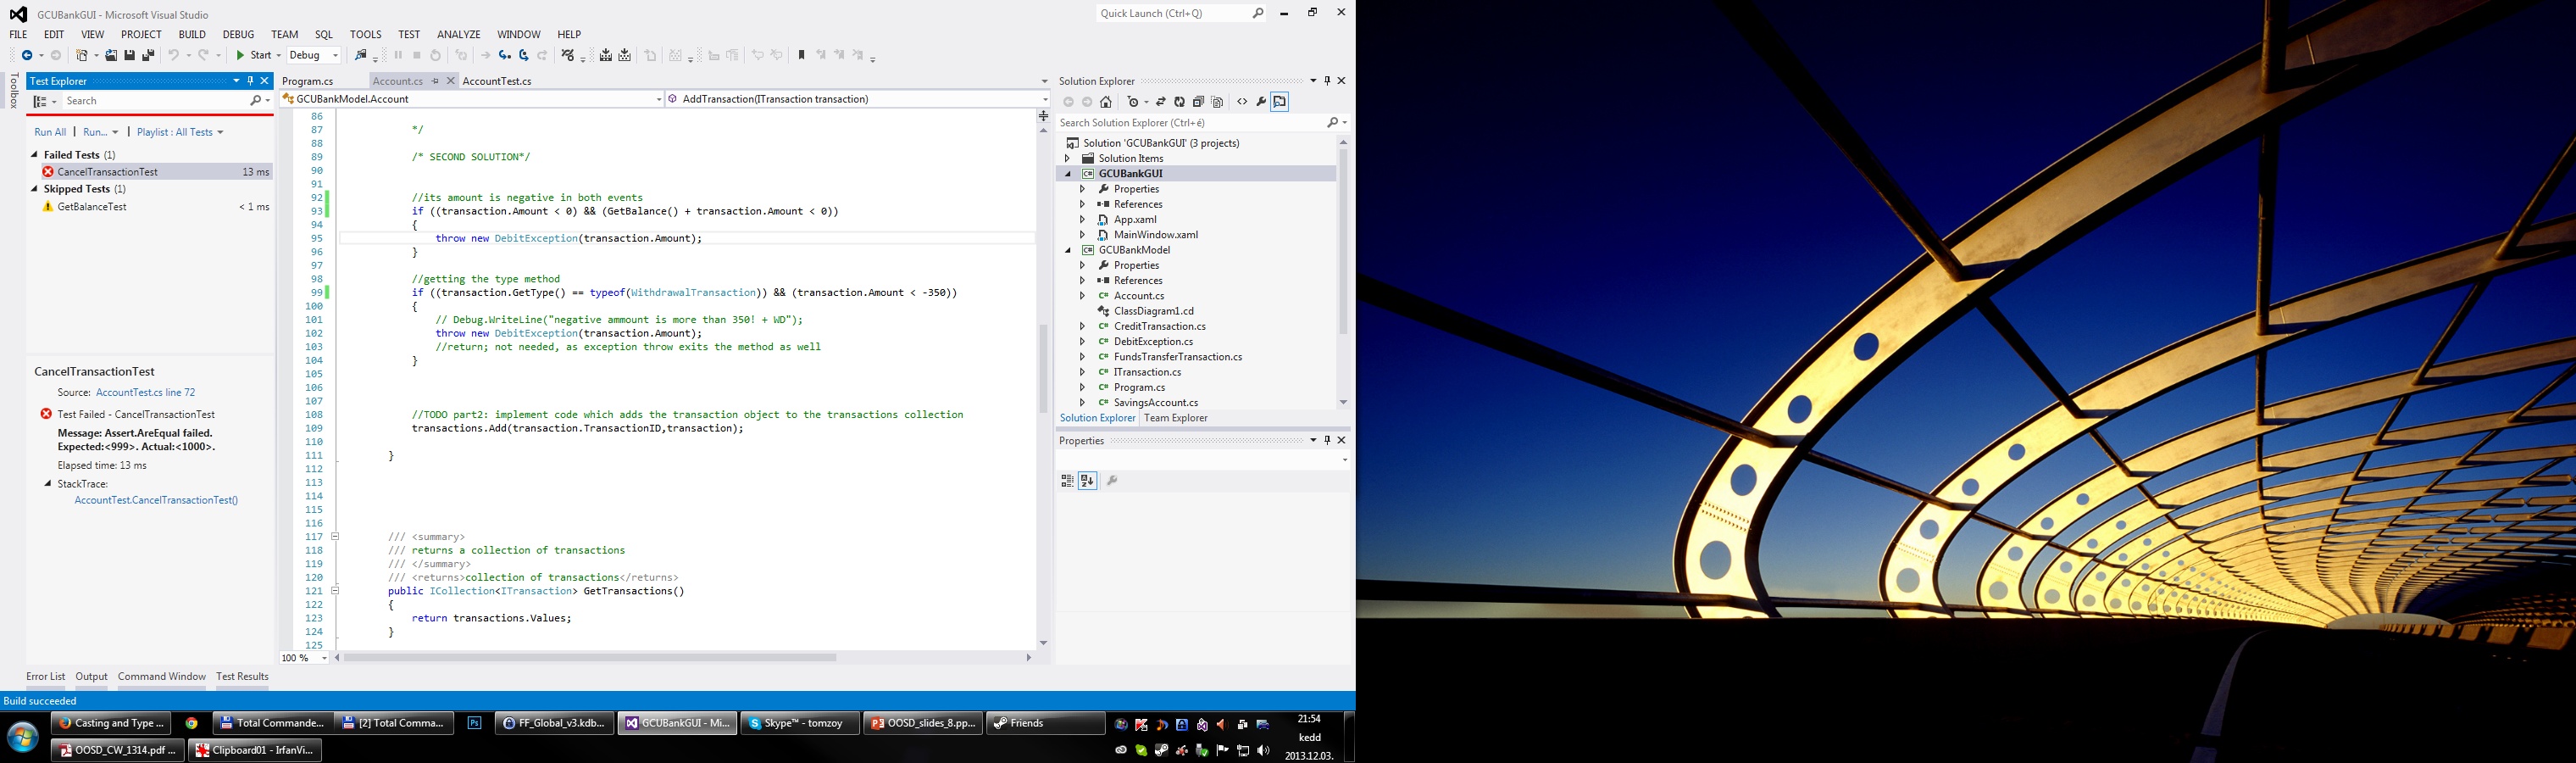 GCUBankGUI - Microsoft Visual Studio
Quick Launch (Ctrl+Q)
FILE EDIT VIEW PROJECT BUILD DEBUG TEAM SQL TOOLS TEST ANALYZE WINDOW HELP
Start Debug
Toolbox
Test Explorer
Search
Run All | Run... | Playlist : All Tests
Failed Tests (1)
CancelTransactionTest 13 ms
Skipped Tests (1)
GetBalanceTest < 1 ms
CancelTransactionTest
Source: AccountTest.cs line 72
Test Failed - CancelTransactionTest
Message: Assert.AreEqual failed.
Expected:<999>. Actual:<1000>.
Elapsed time: 13 ms
StackTrace:
AccountTest.CancelTransactionTest()
Program.cs Account.cs AccountTest.cs
GCUBankModel.Account AddTransaction(ITransaction transaction)
86
87 */
88
89 /* SECOND SOLUTION*/
90
91
92 //its amount is negative in both events
93 if ((transaction.Amount < 0) && (GetBalance() + transaction.Amount < 0))
94 {
95 throw new DebitException(transaction.Amount);
96 }
97
98 //getting the type method
99 if ((transaction.GetType() == typeof(WithdrawalTransaction)) && (transaction.Amount < -350))
100 {
101 // Debug.WriteLine("negative ammount is more than 350! + WD");
102 throw new DebitException(transaction.Amount);
103 //return; not needed, as exception throw exits the method as well
104 }
105
106
107
108 //TODO part2: implement code which adds the transaction object to the transactions collection
109 transactions.Add(transaction.TransactionID,transaction);
110
111 }
112
113
114
115
116
117 /// <summary>
118 /// returns a collection of transactions
119 /// </summary>
120 /// <returns>collection of transactions</returns>
121 public ICollection<ITransaction> GetTransactions()
122 {
123 return transactions.Values;
124 }
125
100 %
Solution Explorer
Search Solution Explorer (Ctrl+é)
Solution 'GCUBankGUI' (3 projects)
Solution Items
GCUBankGUI
Properties
References
App.xaml
MainWindow.xaml
GCUBankModel
Properties
References
Account.cs
ClassDiagram1.cd
CreditTransaction.cs
DebitException.cs
FundsTransferTransaction.cs
ITransaction.cs
Program.cs
SavingsAccount.cs
Solution Explorer Team Explorer
Properties
Error List Output Command Window Test Results
Build succeeded
Casting and Type ... Total Commande... [2] Total Comma... Ps FF_Global_v3.kdb... GCUBankGUI - Mi... Skype™ - tomzoy OOSD_slides_8.pp... Friends
OOSD_CW_1314.pdf ... Clipboard01 - IrfanVi...
21:54
kedd
2013.12.03.